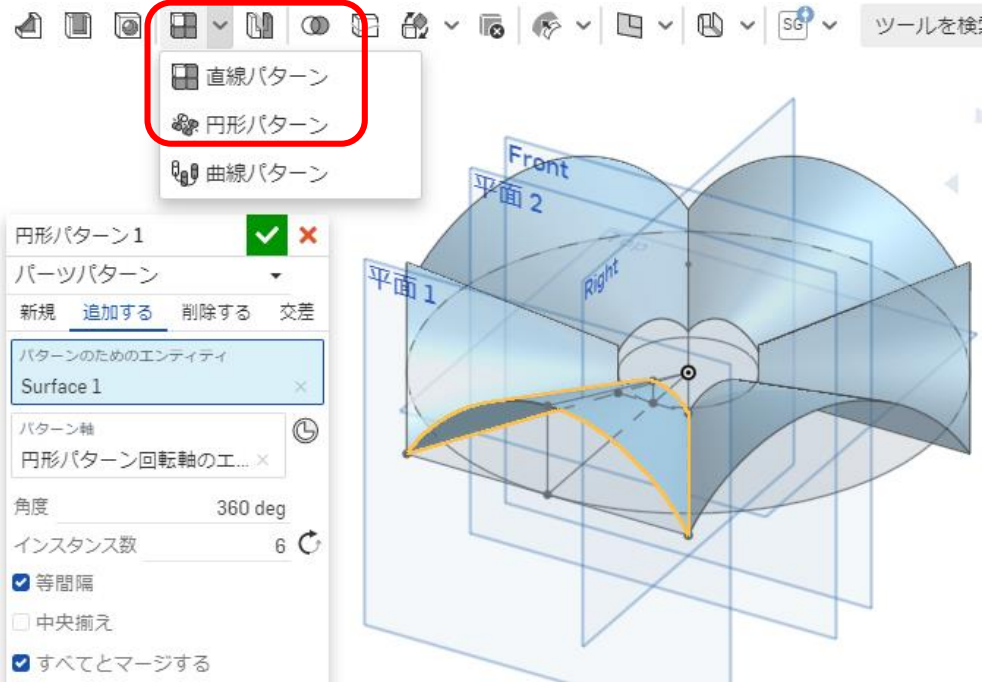 SG
ツールを検索
直線パターン
円形パターン
曲線パターン
円形パターン1
パーツパターン
新規 追加する 削除する 交差
パターンのためのエンティティ
Surface 1
パターン軸
円形パターン回転軸のエ...
角度 360 deg
インスタンス数 6
等間隔
中央揃え
すべてとマージする
Front
平面 2
Top
Right
平面 1